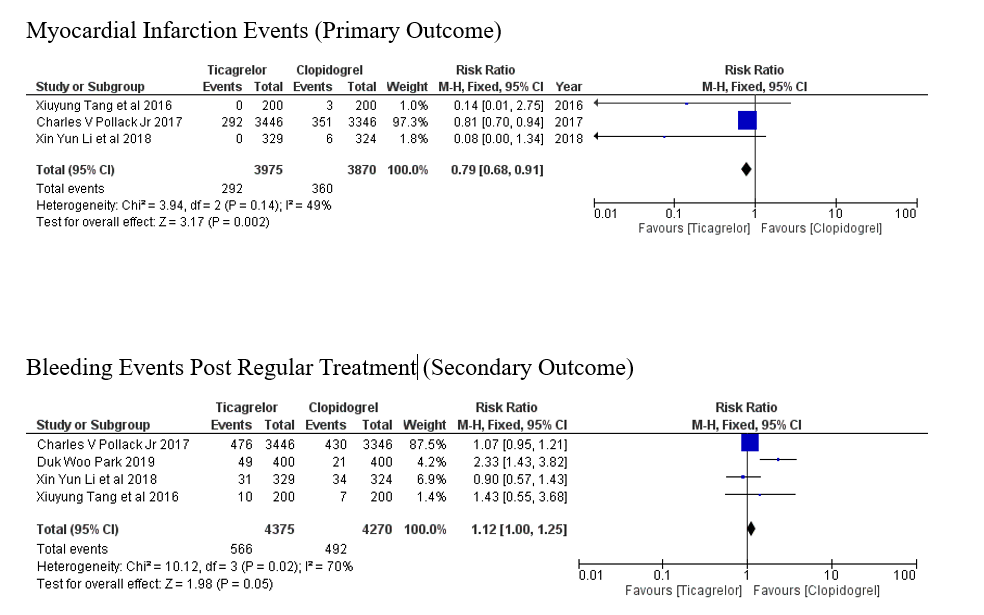 Myocardial Infarction Events (Primary Outcome)
Ticagrelor Clopidogrel Risk Ratio Risk Ratio
Study or Subgroup Events Total Events Total Weight M-H, Fixed, 95% CI Year M-H, Fixed, 95% CI
Xiuyung Tang et al 2016 0 200 3 200 1.0% 0.14 [0.01, 2.75] 2016
Charles V Pollack Jr 2017 292 3446 351 3346 97.3% 0.81 [0.70, 0.94] 2017
Xin Yun Li et al 2018 0 329 6 324 1.8% 0.08 [0.00, 1.34] 2018
Total (95% CI) 3975 3870 100.0% 0.79 [0.68, 0.91]
Total events 292 360
Heterogeneity: Chi² = 3.94, df = 2 (P = 0.14); I² = 49%
Test for overall effect: Z = 3.17 (P = 0.002)
0.01 0.1 1 10 100
Favours [Ticagrelor] Favours [Clopidogrel]
Bleeding Events Post Regular Treatment (Secondary Outcome)
Ticagrelor Clopidogrel Risk Ratio Risk Ratio
Study or Subgroup Events Total Events Total Weight M-H, Fixed, 95% CI M-H, Fixed, 95% CI
Charles V Pollack Jr 2017 476 3446 430 3346 87.5% 1.07 [0.95, 1.21]
Duk Woo Park 2019 49 400 21 400 4.2% 2.33 [1.43, 3.82]
Xin Yun Li et al 2018 31 329 34 324 6.9% 0.90 [0.57, 1.43]
Xiuyung Tang et al 2016 10 200 7 200 1.4% 1.43 [0.55, 3.68]
Total (95% CI) 4375 4270 100.0% 1.12 [1.00, 1.25]
Total events 566 492
Heterogeneity: Chi² = 10.12, df = 3 (P = 0.02); I² = 70%
Test for overall effect: Z = 1.98 (P = 0.05)
0.01 0.1 1 10 100
Favours [Ticagrelor] Favours [Clopidogrel]